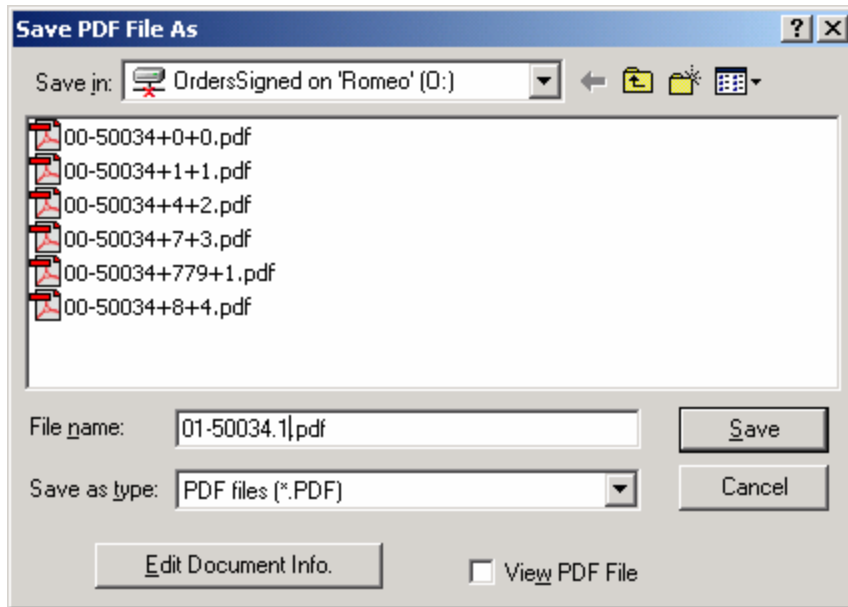 Save PDF File As
Save in: OrdersSigned on 'Romeo' (O:)
00-50034+0+0.pdf
00-50034+1+1.pdf
00-50034+4+2.pdf
00-50034+7+3.pdf
00-50034+779+1.pdf
00-50034+8+4.pdf
File name: 01-50034.1.pdf Save
Save as type: PDF files (*.PDF) Cancel
Edit Document Info. View PDF File